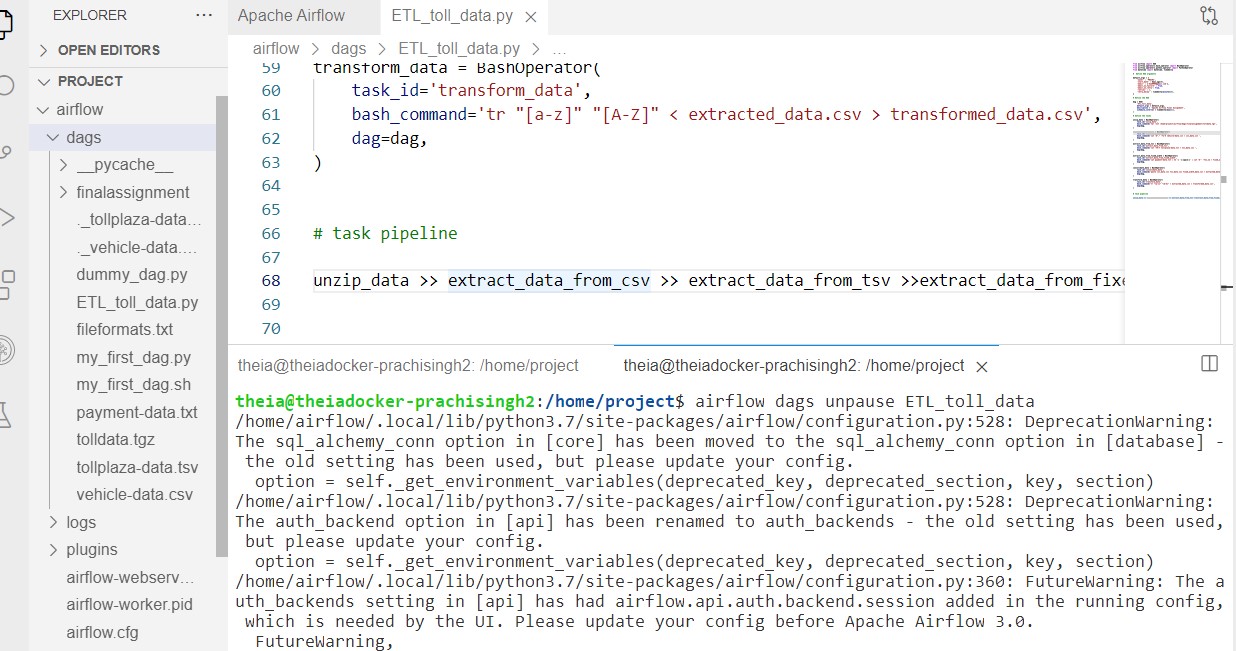 EXPLORER
...
OPEN EDITORS
PROJECT
airflow
dags
__pycache__
finalassignment
._tollplaza-data...
._vehicle-data....
dummy_dag.py
ETL_toll_data.py
fileformats.txt
my_first_dag.py
my_first_dag.sh
payment-data.txt
tolldata.tgz
tollplaza-data.tsv
vehicle-data.csv
logs
plugins
airflow-webserv...
airflow-worker.pid
airflow.cfg
Apache Airflow ETL_toll_data.py
airflow > dags > ETL_toll_data.py > ...
59 transform_data = BashOperator(
60 task_id='transform_data',
61 bash_command='tr "[a-z]" "[A-Z]" < extracted_data.csv > transformed_data.csv',
62 dag=dag,
63 )
64
65
66 # task pipeline
67
68 unzip_data >> extract_data_from_csv >> extract_data_from_tsv >>extract_data_from_fixe
69
70
theia@theiadocker-prachisingh2: /home/project theia@theiadocker-prachisingh2: /home/project
theia@theiadocker-prachisingh2:/home/project$ airflow dags unpause ETL_toll_data
/home/airflow/.local/lib/python3.7/site-packages/airflow/configuration.py:528: DeprecationWarning:
The sql_alchemy_conn option in [core] has been moved to the sql_alchemy_conn option in [database] -
the old setting has been used, but please update your config.
option = self._get_environment_variables(deprecated_key, deprecated_section, key, section)
/home/airflow/.local/lib/python3.7/site-packages/airflow/configuration.py:528: DeprecationWarning:
The auth_backend option in [api] has been renamed to auth_backends - the old setting has been used,
but please update your config.
option = self._get_environment_variables(deprecated_key, deprecated_section, key, section)
/home/airflow/.local/lib/python3.7/site-packages/airflow/configuration.py:360: FutureWarning: The a
uth_backends setting in [api] has had airflow.api.auth.backend.session added in the running config,
which is needed by the UI. Please update your config before Apache Airflow 3.0.
FutureWarning,